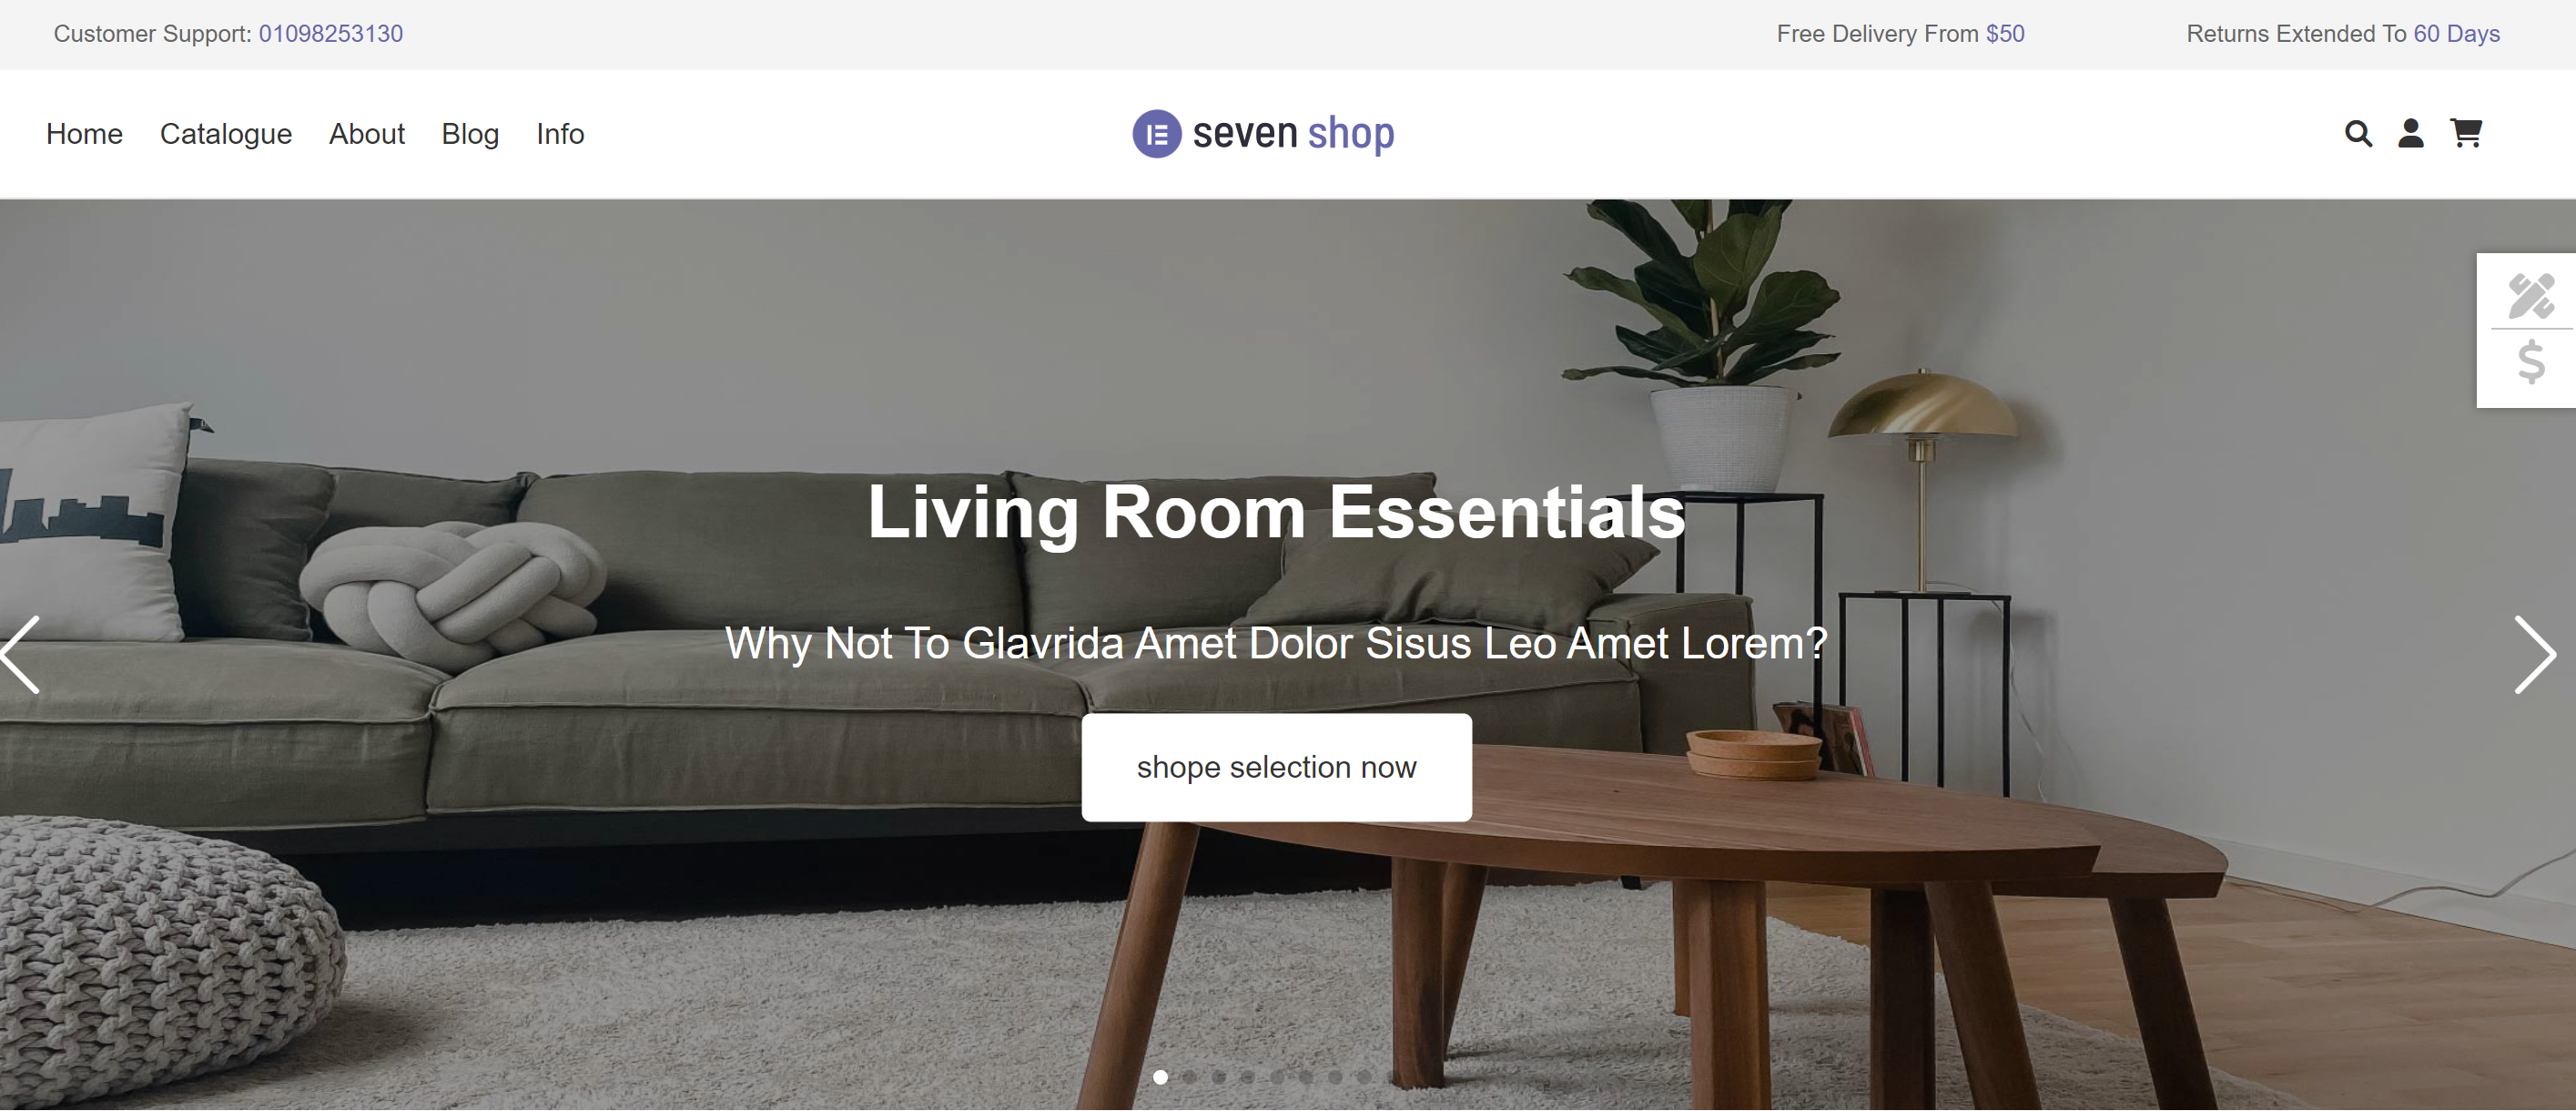 Customer Support: 01098253130
Free Delivery From $50
Returns Extended To 60 Days
Home
Catalogue
About
Blog
Info
seven shop
Living Room Essentials
Why Not To Glavrida Amet Dolor Sisus Leo Amet Lorem?
shope selection now